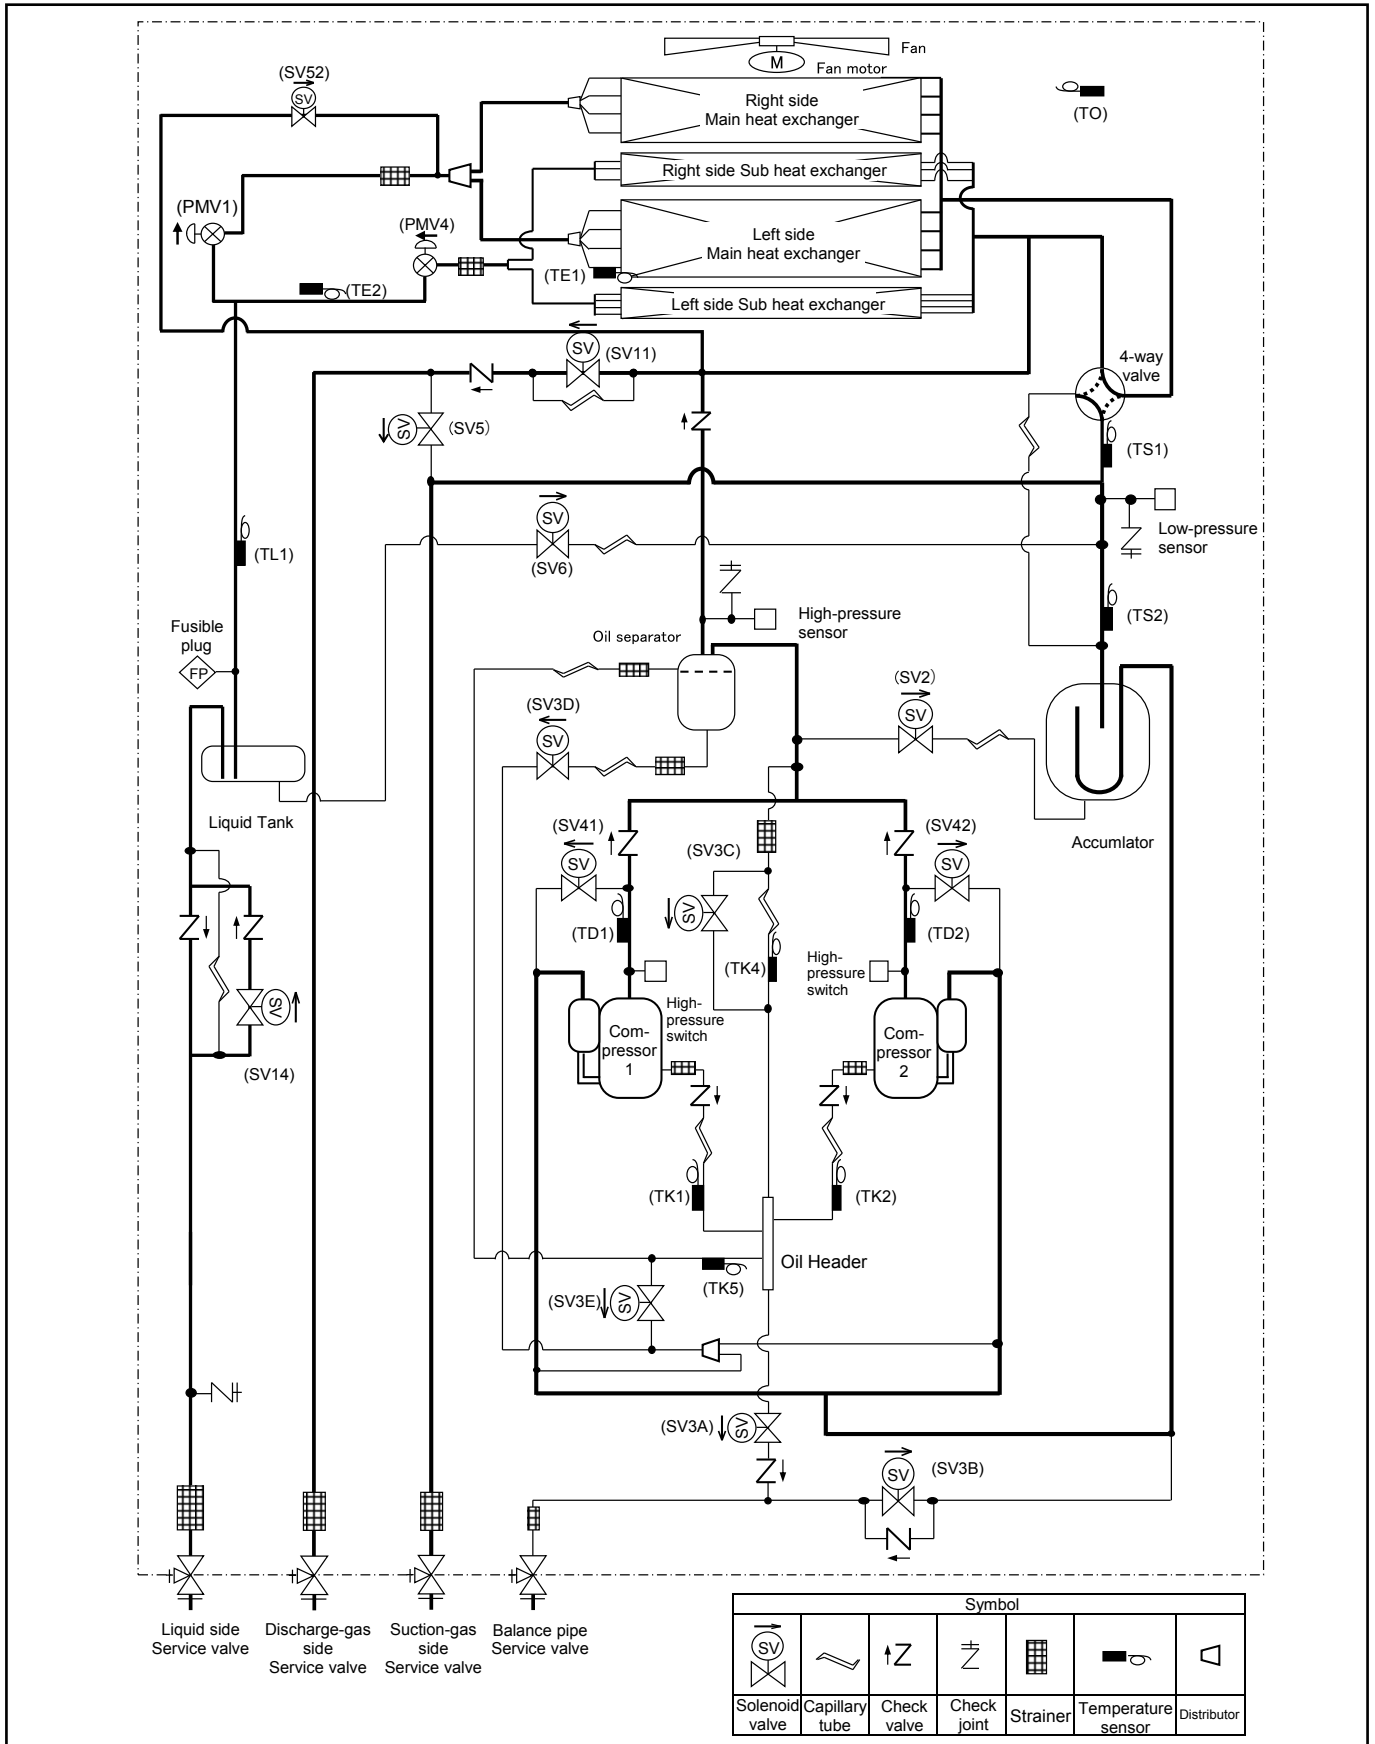 (SV52)
SV
Fan
M
Fan motor
Right side
Main heat exchanger
(TO)
Right side Sub heat exchanger
(PMV1)
(PMV4)
Left side
Main heat exchanger
(TE1)
(TE2)
Left side Sub heat exchanger
SV
(SV11)
4-way
valve
SV
(SV5)
(TS1)
SV
(SV6)
Low-pressure
sensor
(TL1)
High-pressure
sensor
(TS2)
Fusible
plug
FP
Oil separator
(SV2)
SV
(SV3D)
SV
Liquid Tank
Accumlator
(SV41)
SV
(SV3C)
SV
(SV42)
SV
(TD1)
(TK4)
High-
pressure
switch
(TD2)
High-
pressure
switch
Com-
pressor
1
Com-
pressor
2
SV
(SV14)
(TK1)
(TK2)
Oil Header
(TK5)
(SV3E)
SV
(SV3A)
SV
SV
(SV3B)
Liquid side
Service valve
Discharge-gas
side
Service valve
Suction-gas
side
Service valve
Balance pipe
Service valve
Symbol
SV
Solenoid
valve
Capillary
tube
Check
valve
Check
joint
Strainer
Temperature
sensor
Distributor